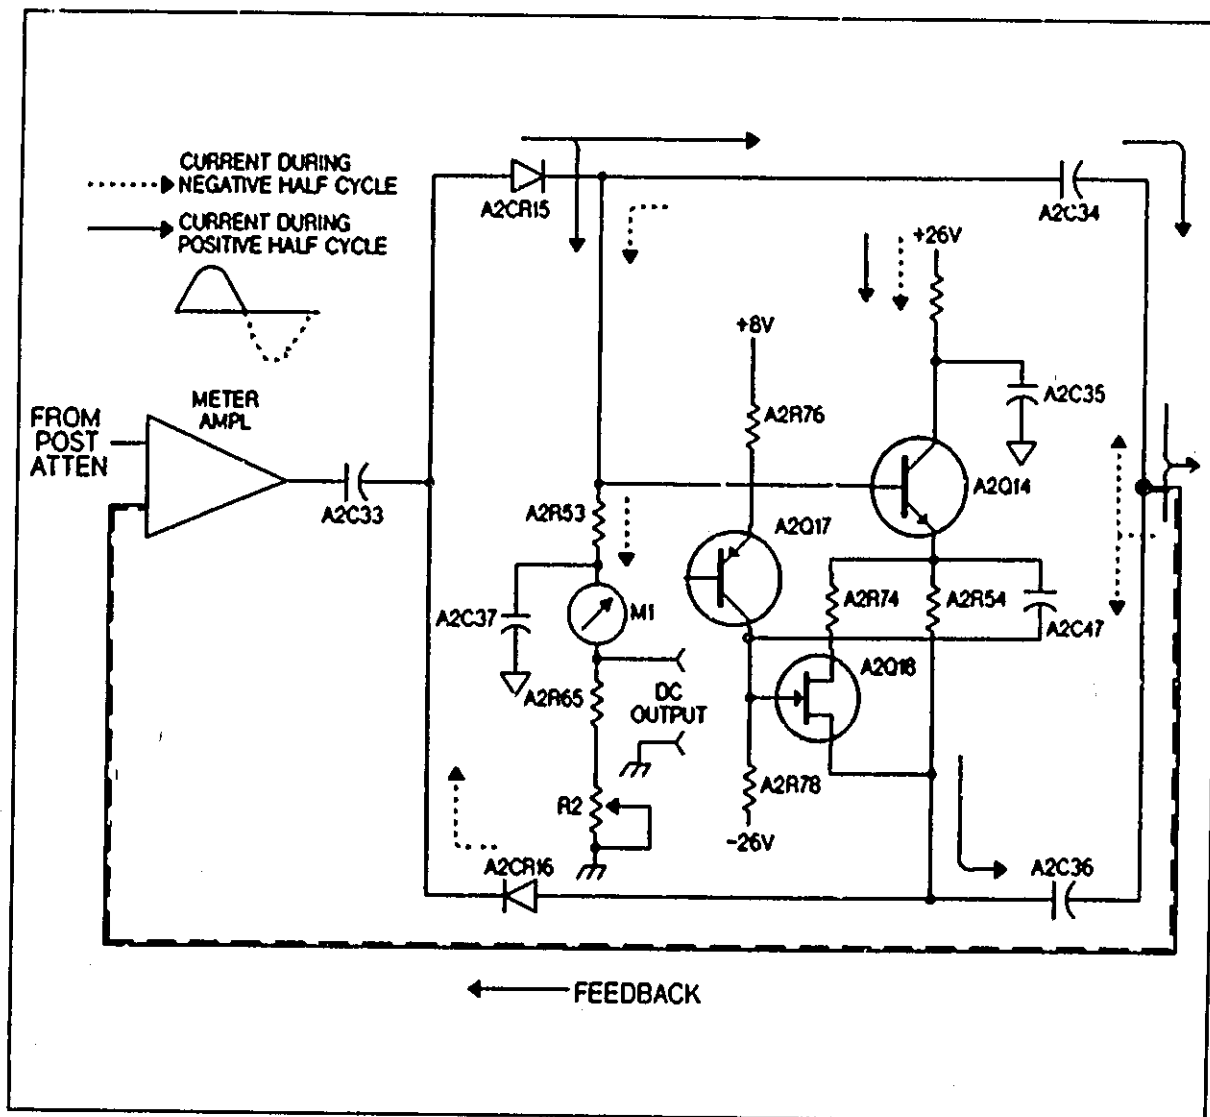 CURRENT DURING
NEGATIVE HALF CYCLE
CURRENT DURING
POSITIVE HALF CYCLE
A2CR15
A2C34
+26V
+8V
METER
AMPL
FROM
POST
ATTEN
A2C33
A2R76
A2C35
A2R53
A2Q17
A2Q14
A2C37
M1
A2R74
A2R54
A2C47
A2R65
DC
OUTPUT
A2Q18
R2
A2R78
-26V
A2CR16
A2C36
FEEDBACK